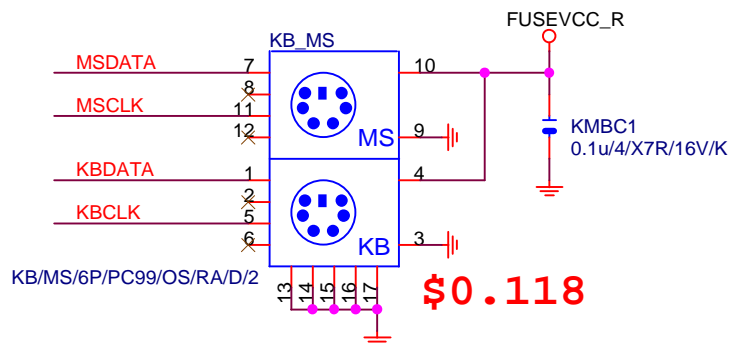 FUSEVCC_R
KB_MS
MSDATA 7 10
8
MSCLK 11
KMBC1
12 MS 9
0.1u/4/X7R/16V/K
KBDATA 1 4
2
KBCLK 5
6 KB 3
KB/MS/6P/PC99/OS/RA/D/2
13 14 15 16 17
$0.118